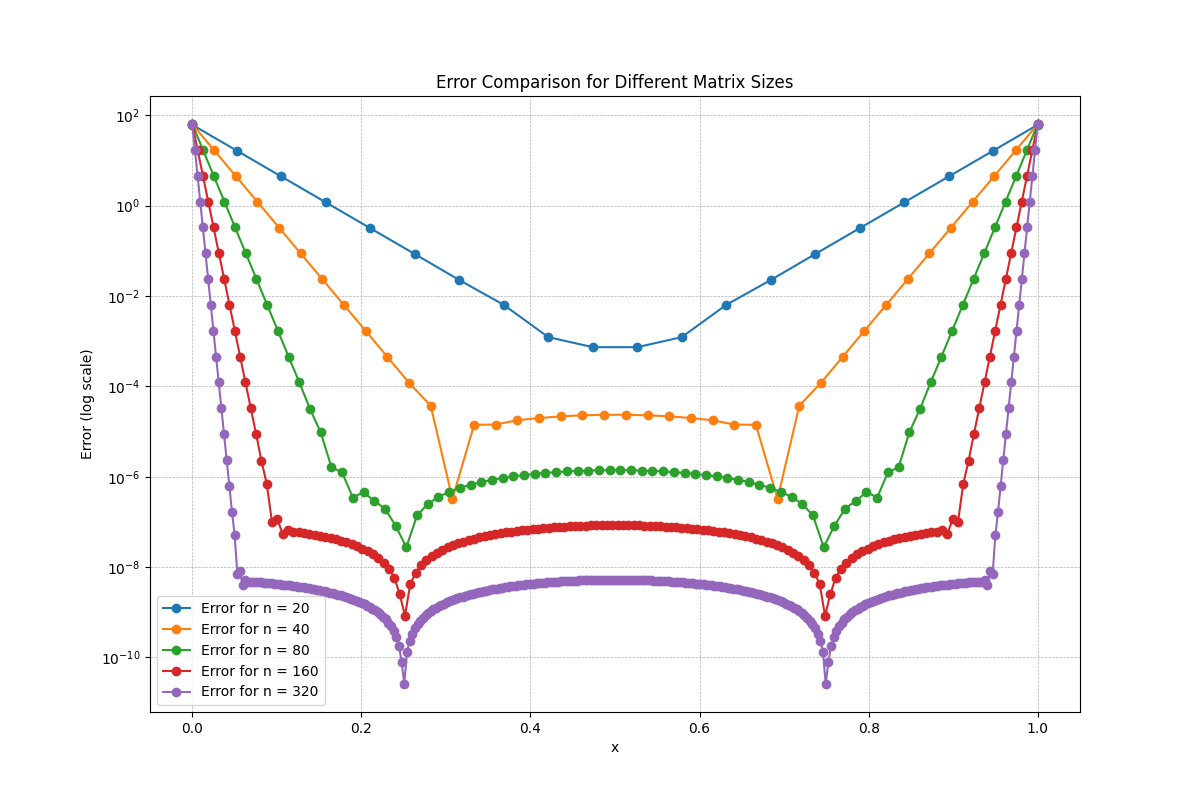 Error Comparison for Different Matrix Sizes
Error (log scale)
10²
10⁰
10⁻²
10⁻⁴
10⁻⁶
10⁻⁸
10⁻¹⁰
Error for n = 20
Error for n = 40
Error for n = 80
Error for n = 160
Error for n = 320
0.0 0.2 0.4 0.6 0.8 1.0
x